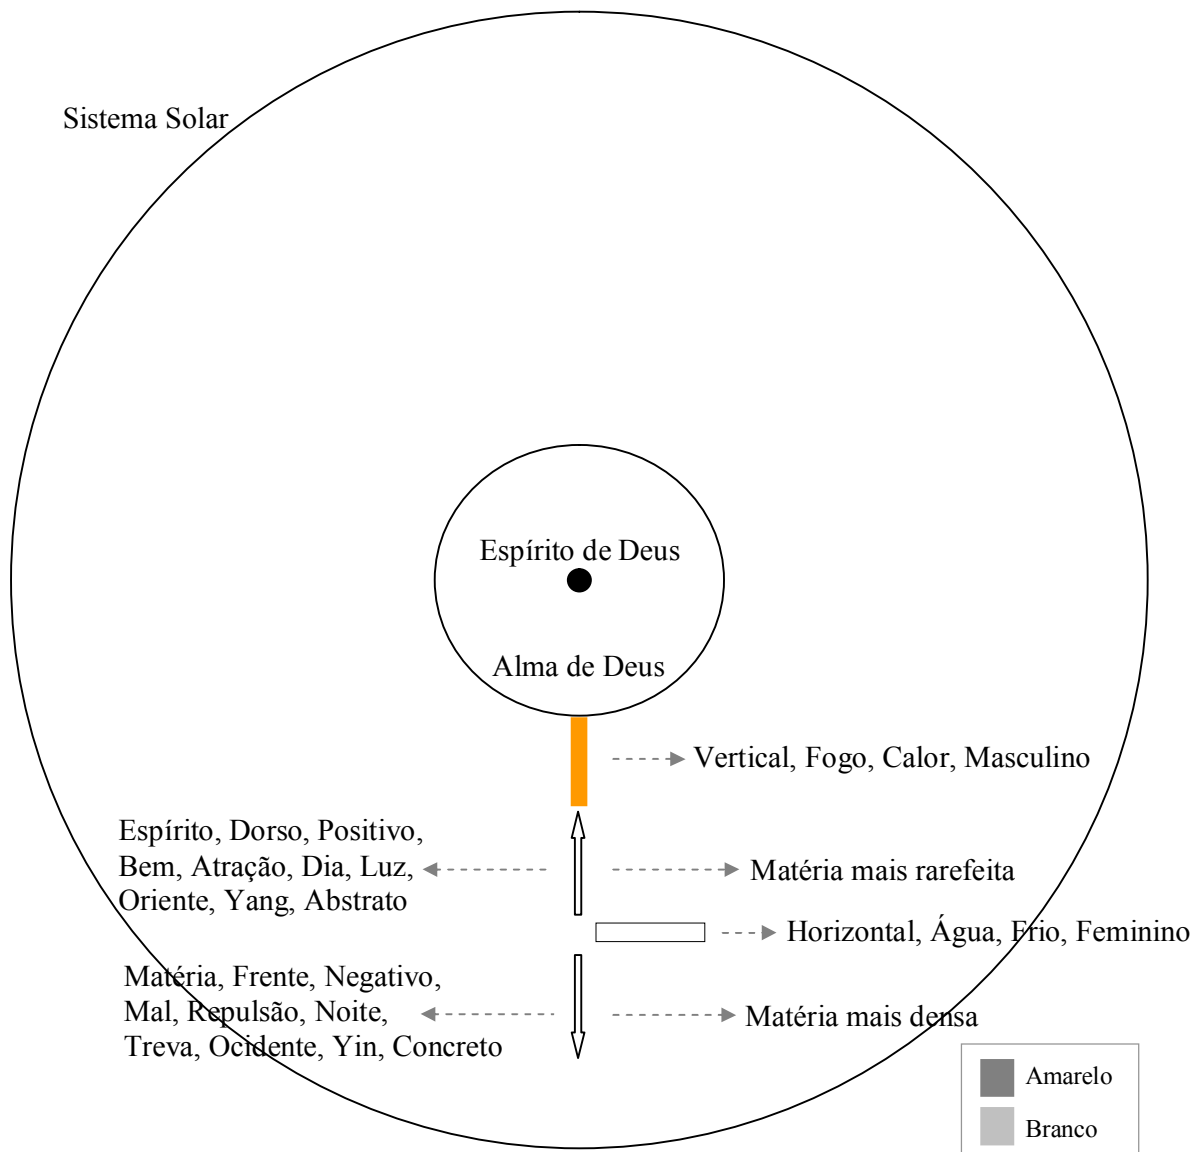 Sistema Solar
Espírito de Deus
Alma de Deus
Vertical, Fogo, Calor, Masculino
Espírito, Dorso, Positivo,
Bem, Atração, Dia, Luz,
Oriente, Yang, Abstrato
Matéria mais rarefeita
Horizontal, Água, Frio, Feminino
Matéria, Frente, Negativo,
Mal, Repulsão, Noite,
Treva, Ocidente, Yin, Concreto
Matéria mais densa
Amarelo
Branco